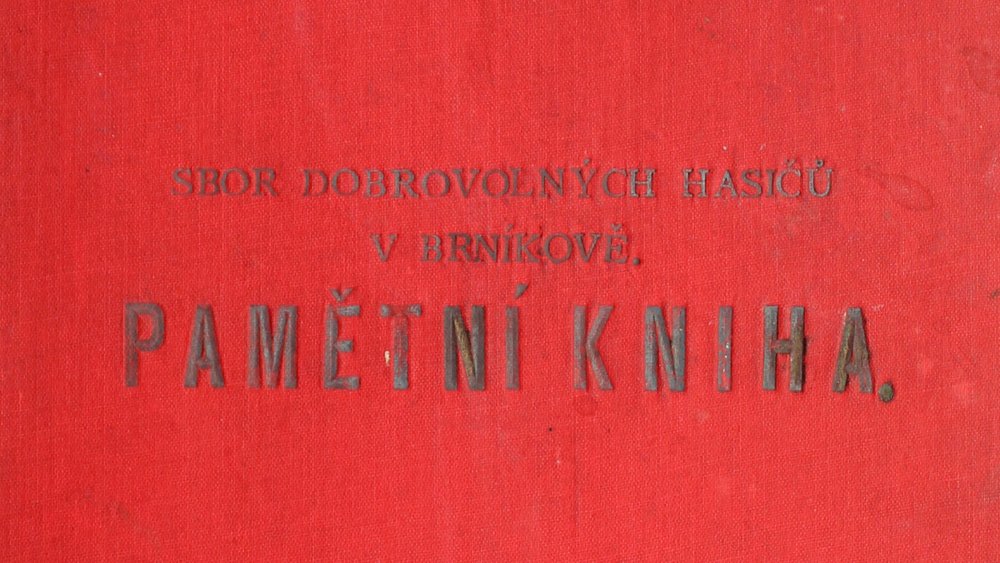 SBOR DOBROVOLNÝCH HASIČŮ
V BRNÍKOVĚ.
PAMĚTNÍ KNIHA.